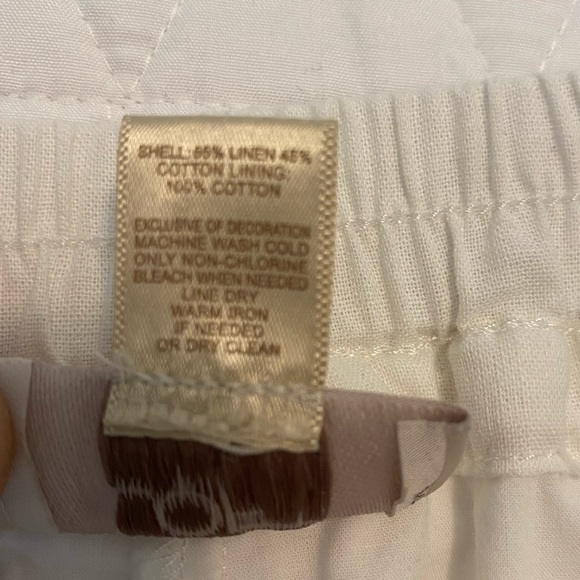 SHELL: 55% LINEN 45%
COTTON LINING:
100% COTTON
EXCLUSIVE OF DECORATION
MACHINE WASH COLD
ONLY NON-CHLORINE
BLEACH WHEN NEEDED
LINE DRY
WARM IRON
IF NEEDED
OR DRY CLEAN